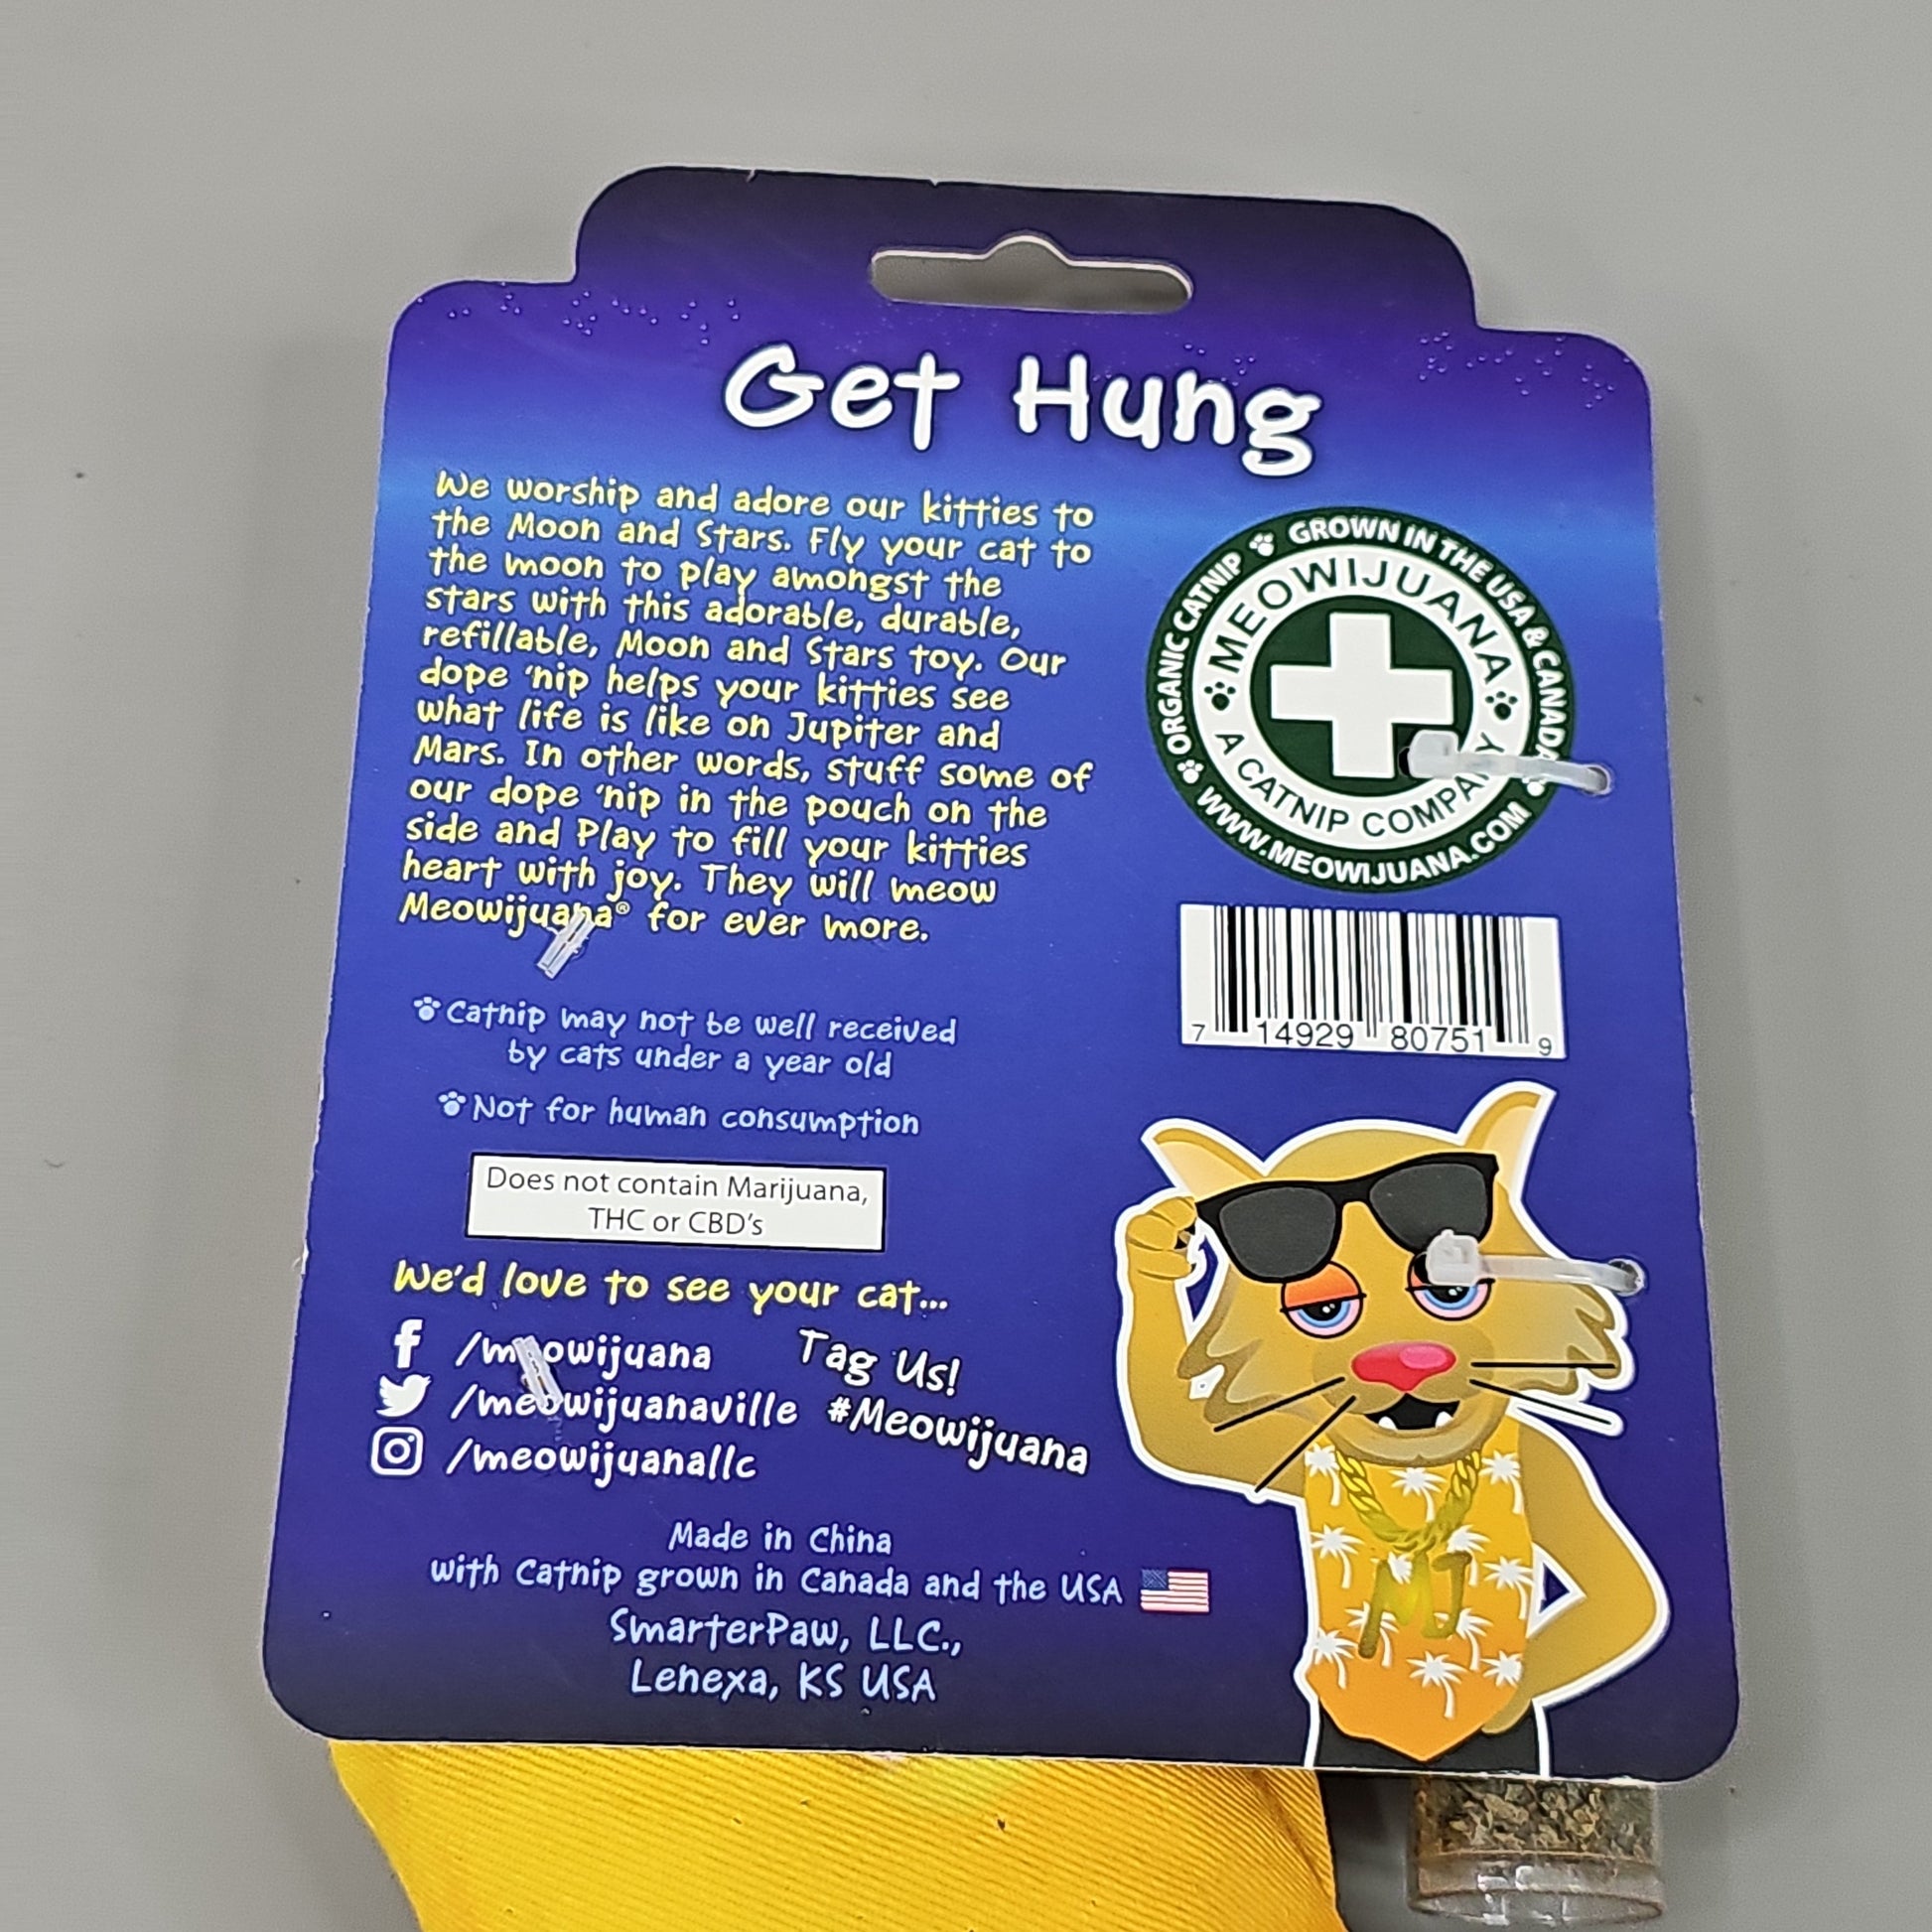 Get Hung
We worship and adore our kitties to
the Moon and Stars. Fly your cat to
the moon to play amongst the
stars with this adorable, durable,
refillable, Moon and Stars toy. Our
dope 'nip helps your kitties see
what life is like on Jupiter and
Mars. In other words, stuff some of
our dope 'nip in the pouch on the
side and Play to fill your kitties
heart with joy. They will meow
Meowijuana® for ever more.
Catnip may not be well received
by cats under a year old
Not for human consumption
Does not contain Marijuana,
THC or CBD's
We'd love to see your cat...
/meowijuana
/meowijuanaville
/meowijuanallc
Tag Us!
#Meowijuana
Made in China
with Catnip grown in Canada and the USA
SmarterPaw, LLC.,
Lenexa, KS USA
ORGANIC CATNIP
GROWN IN THE USA & CANADA
WWW.MEOWIJUANA.COM
MEOWIJUANA
A CATNIP COMPANY
7 14929 80751 9
MJ